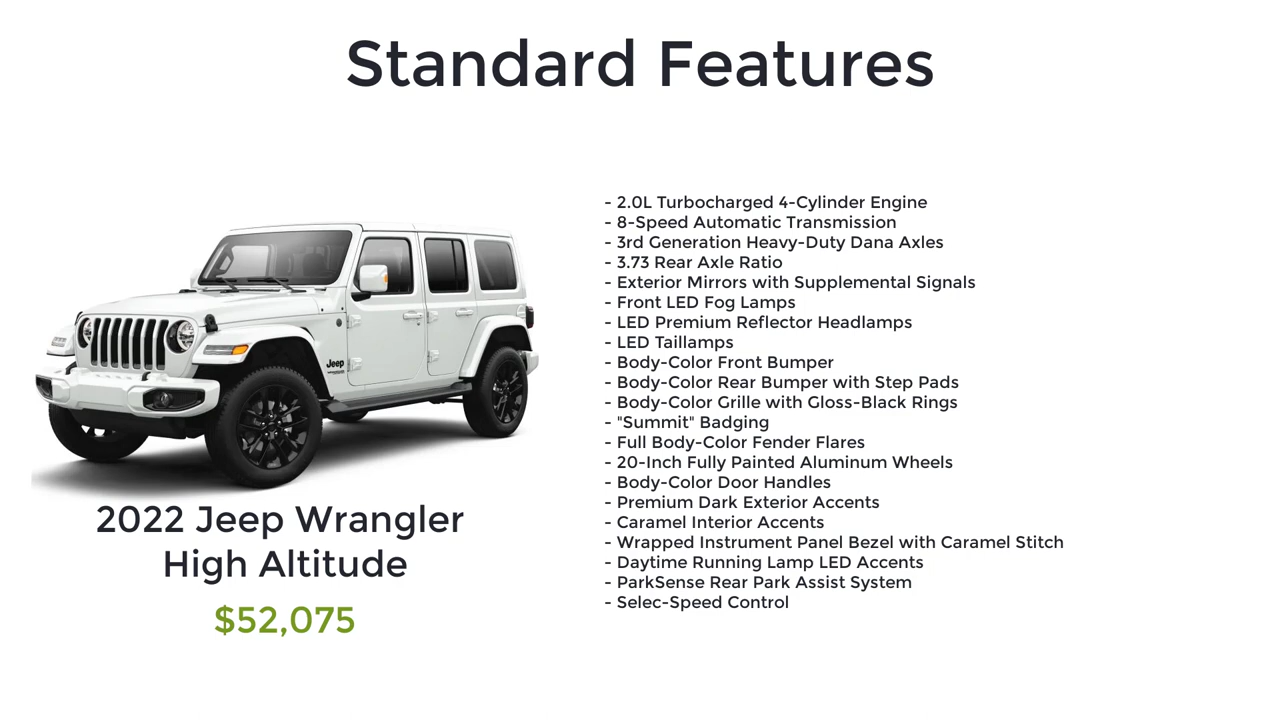 Standard Features
- 2.0L Turbocharged 4-Cylinder Engine
- 8-Speed Automatic Transmission
- 3rd Generation Heavy-Duty Dana Axles
- 3.73 Rear Axle Ratio
- Exterior Mirrors with Supplemental Signals
- Front LED Fog Lamps
- LED Premium Reflector Headlamps
- LED Taillamps
- Body-Color Front Bumper
- Body-Color Rear Bumper with Step Pads
- Body-Color Grille with Gloss-Black Rings
- "Summit" Badging
- Full Body-Color Fender Flares
- 20-Inch Fully Painted Aluminum Wheels
- Body-Color Door Handles
- Premium Dark Exterior Accents
- Caramel Interior Accents
- Wrapped Instrument Panel Bezel with Caramel Stitch
- Daytime Running Lamp LED Accents
- ParkSense Rear Park Assist System
- Selec-Speed Control
Jeep
2022 Jeep Wrangler
High Altitude
$52,075